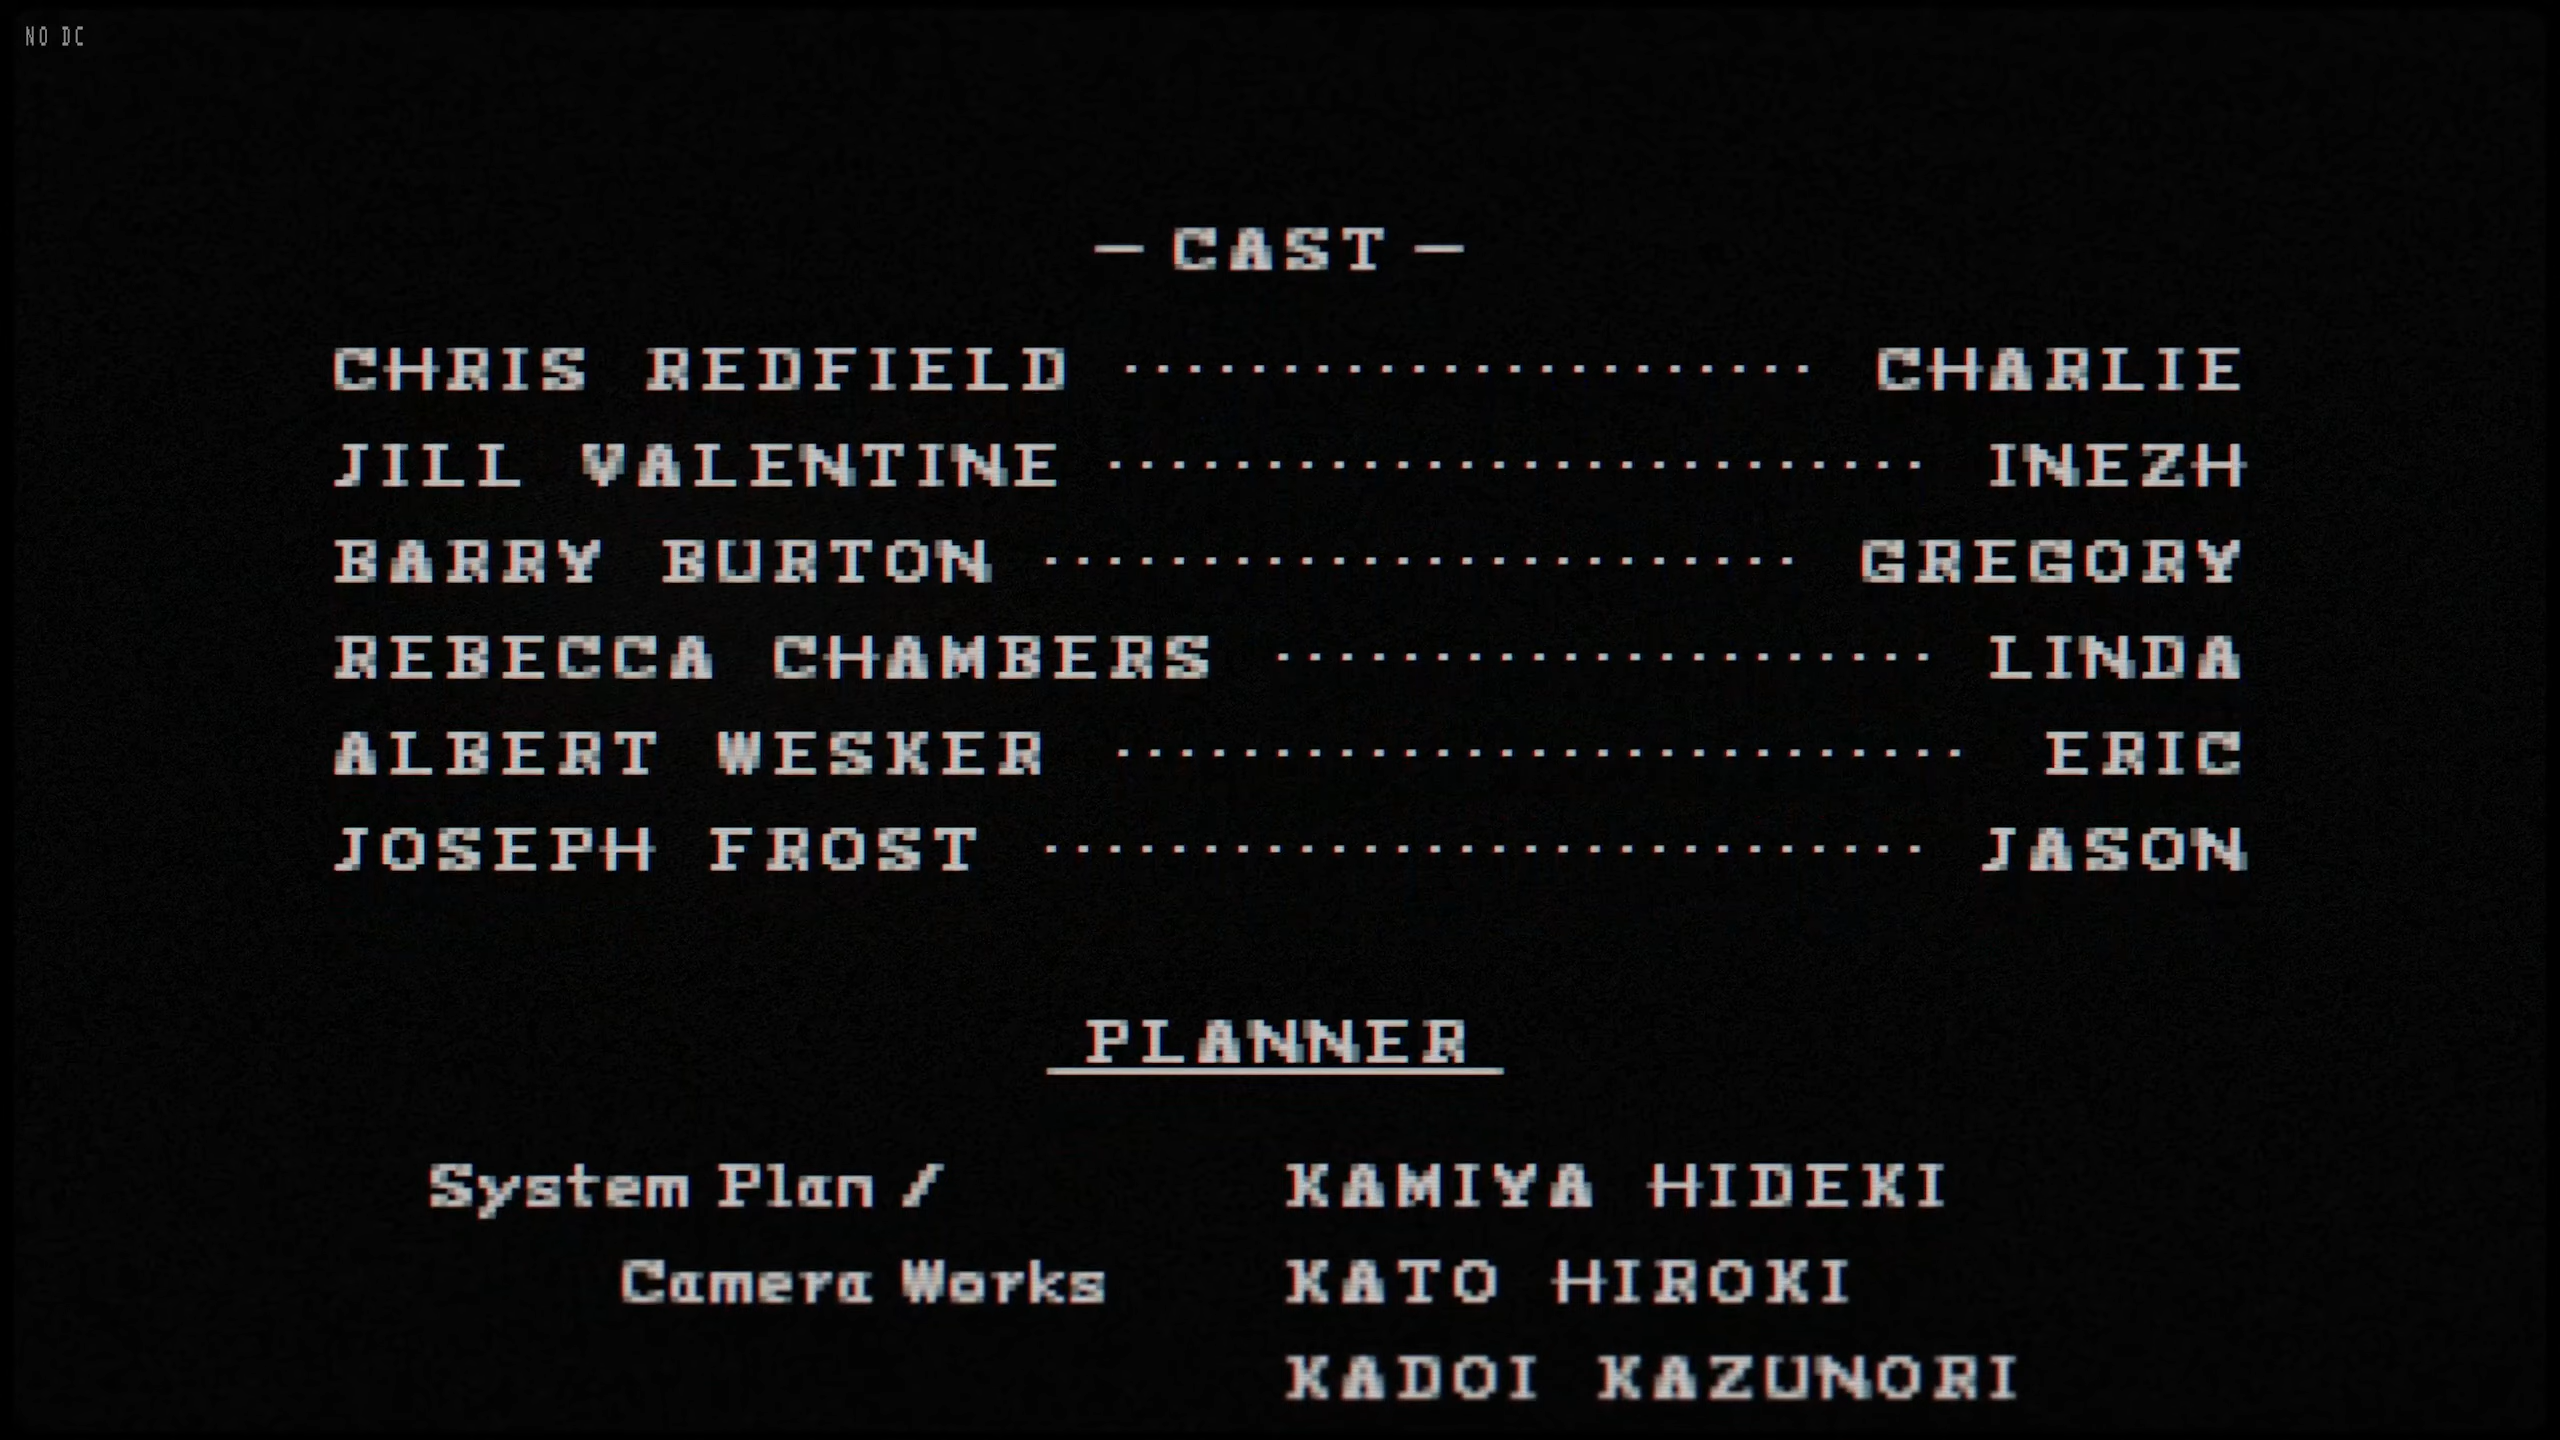 NO DC
— CAST —
CHRIS REDFIELD ...................... CHARLIE
JILL VALENTINE .......................... INEZH
BARRY BURTON ........................ GREGORY
REBECCA CHAMBERS ..................... LINDA
ALBERT WESKER ........................... ERIC
JOSEPH FROST ............................ JASON
PLANNER
System Plan / KAMIYA HIDEKI
Camera Works KATO HIROKI
KADOI KAZUNORI